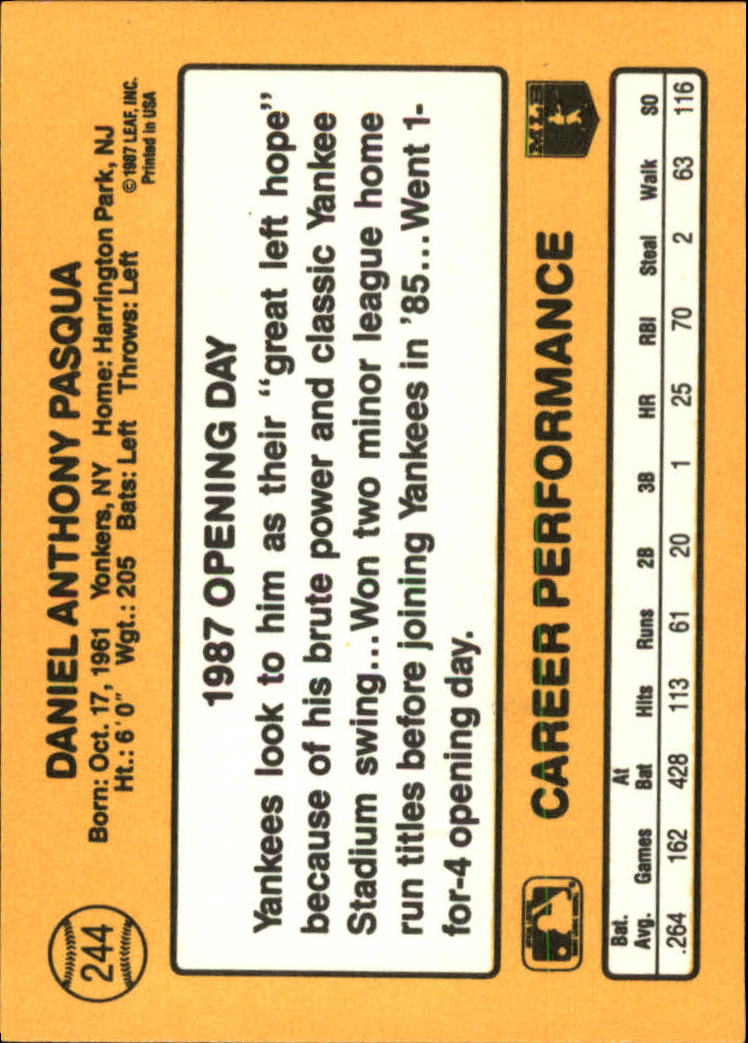 244
DANIEL ANTHONY PASQUA
Born: Oct. 17, 1961 Yonkers, NY Home: Harrington Park, NJ
Ht.: 6'0" Wgt.: 205 Bats: Left Throws: Left
© 1987 LEAF, INC.
Printed in USA
1987 OPENING DAY
Yankees look to him as their "great left hope"
because of his brute power and classic Yankee
Stadium swing...Won two minor league home
run titles before joining Yankees in '85...Went 1-
for-4 opening day.
CAREER PERFORMANCE
MLB
Bat. Avg. Games At Bat Hits Runs 2B 3B HR RBI Steal Walk SO
.264 162 428 113 61 20 1 25 70 2 63 116